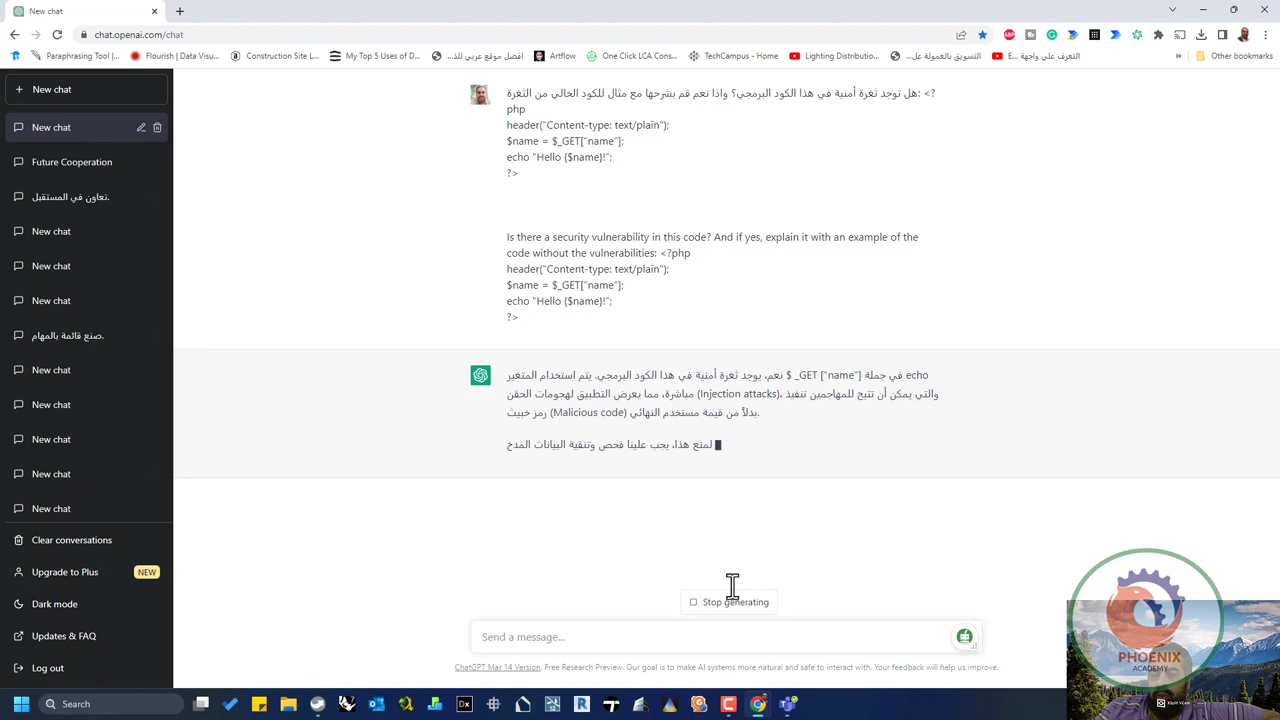 New chat
chat.openai.com/chat
Paraphrasing Tool |...
Flourish | Data Visu...
Construction Site L...
My Top 5 Uses of D...
افضل موقع عربي للذ...
Artflow
One Click LCA Cons...
TechCampus - Home
Lighting Distributio...
التسويق بالعمولة عل...
التعرف علي واجهة E...
Other bookmarks
New chat
New chat
Future Cooperation
تعاون في المستقبل.
New chat
New chat
New chat
صنع قائمة بالمهام.
New chat
New chat
New chat
New chat
New chat
Clear conversations
Upgrade to Plus
NEW
Dark mode
Updates & FAQ
Log out
هل توجد ثغرة أمنية في هذا الكود البرمجي؟ واذا نعم قم بشرحها مع مثال للكود الخالي من الثغرة: <?
php
header("Content-type: text/plain");
$name = $_GET["name"];
echo "Hello {$name}!";
?>
Is there a security vulnerability in this code? And if yes, explain it with an example of the
code without the vulnerabilities: <?php
header("Content-type: text/plain");
$name = $_GET["name"];
echo "Hello {$name}!";
?>
نعم، يوجد ثغرة أمنية في هذا الكود البرمجي. يتم استخدام المتغير $ _GET ["name"] في جملة echo
مباشرة، مما يعرض التطبيق لهجومات الحقن (Injection attacks)، والتي يمكن أن تتيح للمهاجمين تنفيذ
رمز خبيث (Malicious code) بدلاً من قيمة مستخدم النهائي.
لمنع هذا، يجب علينا فحص وتنقية البيانات المدخ
Stop generating
Send a message...
ChatGPT Mar 14 Version. Free Research Preview. Our goal is to make AI systems more natural and safe to interact with. Your feedback will help us improve.
PHOENIX
ACADEMY
XSplit VCam
Search